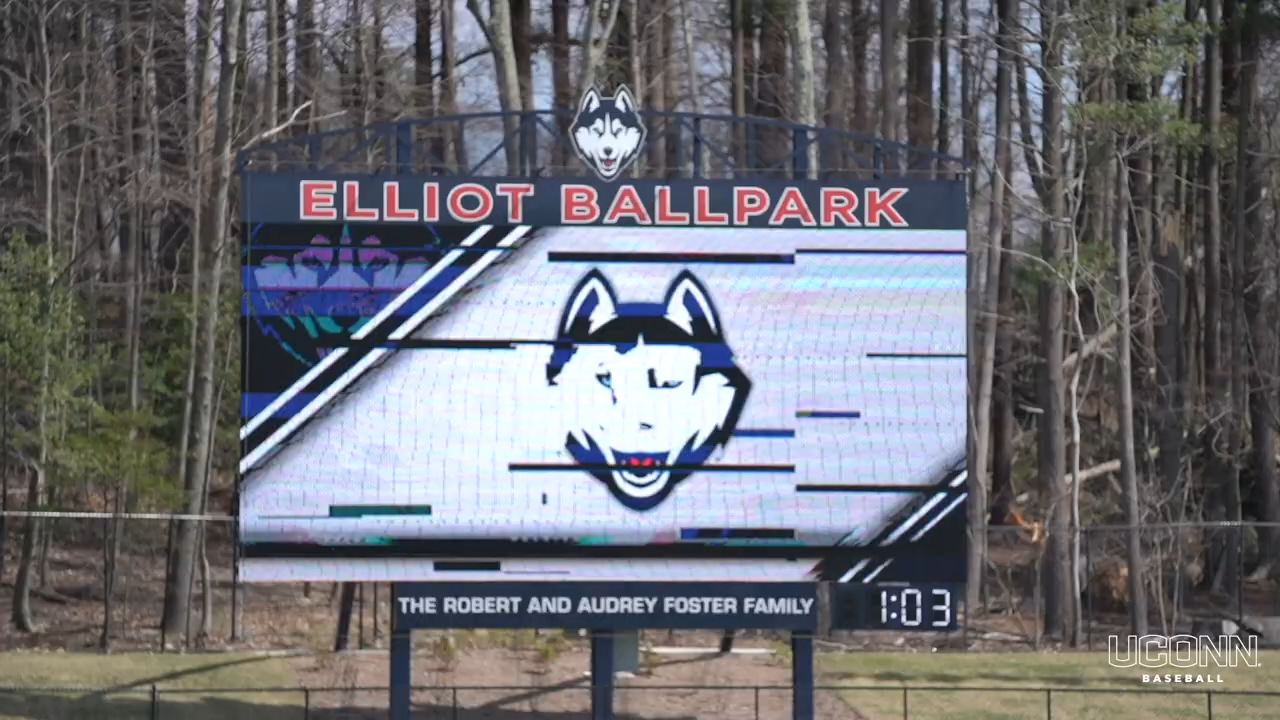 ELLIOT BALLPARK
THE ROBERT AND AUDREY FOSTER FAMILY
1:03
UCONN
BASEBALL